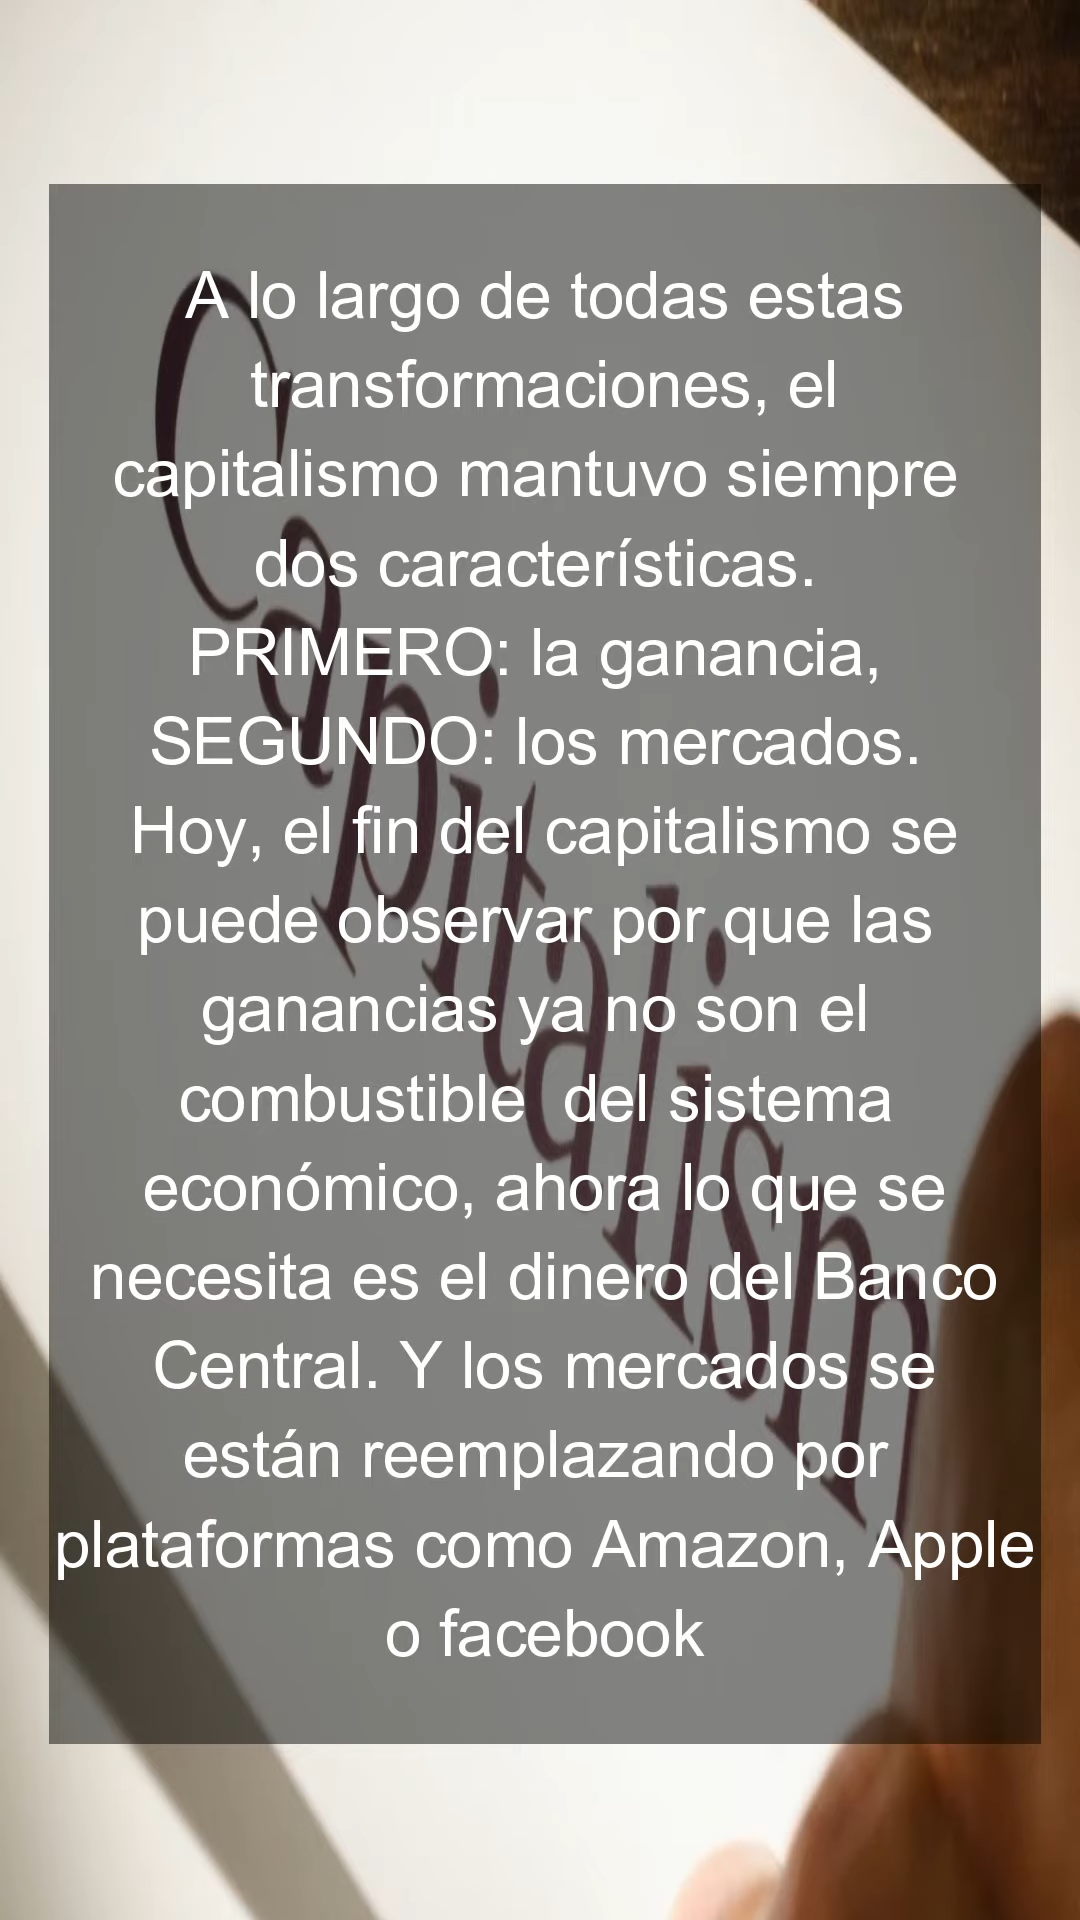 A lo largo de todas estas
transformaciones, el
capitalismo mantuvo siempre
dos características.
PRIMERO: la ganancia,
SEGUNDO: los mercados.
Hoy, el fin del capitalismo se
puede observar por que las
ganancias ya no son el
combustible  del sistema
económico, ahora lo que se
necesita es el dinero del Banco
Central. Y los mercados se
están reemplazando por
plataformas como Amazon, Apple
o facebook
Capitalism